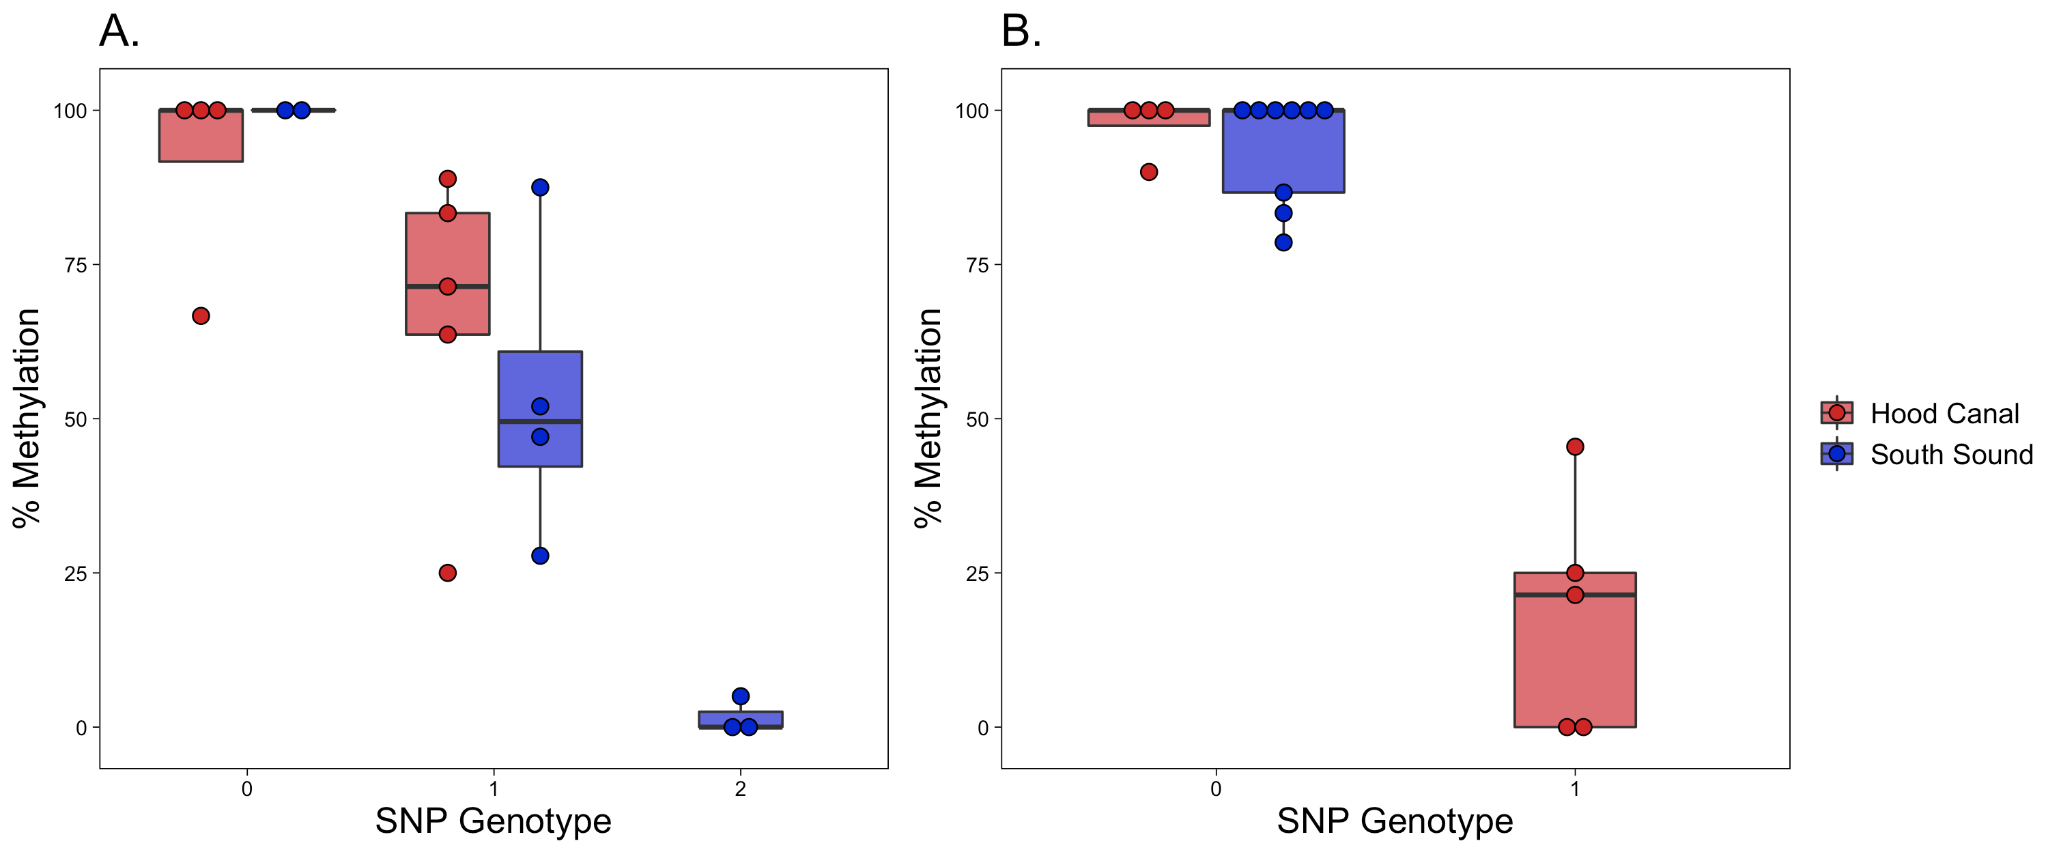 A.
% Methylation
100
75
50
25
0
0 1 2
SNP Genotype
B.
% Methylation
100
75
50
25
0
0 1
SNP Genotype
Hood Canal
South Sound